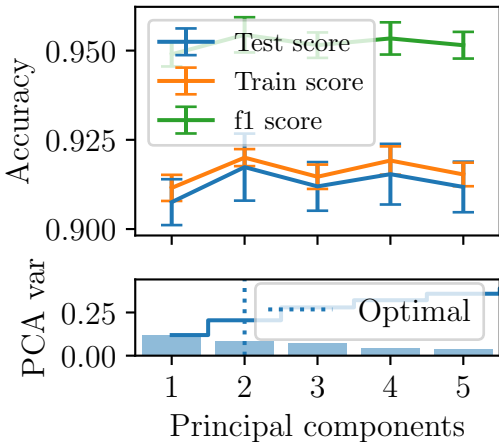 Accuracy
0.950
0.925
0.900
Test score
Train score
f1 score
PCA var
0.25
0.00
Optimal
1 2 3 4 5
Principal components